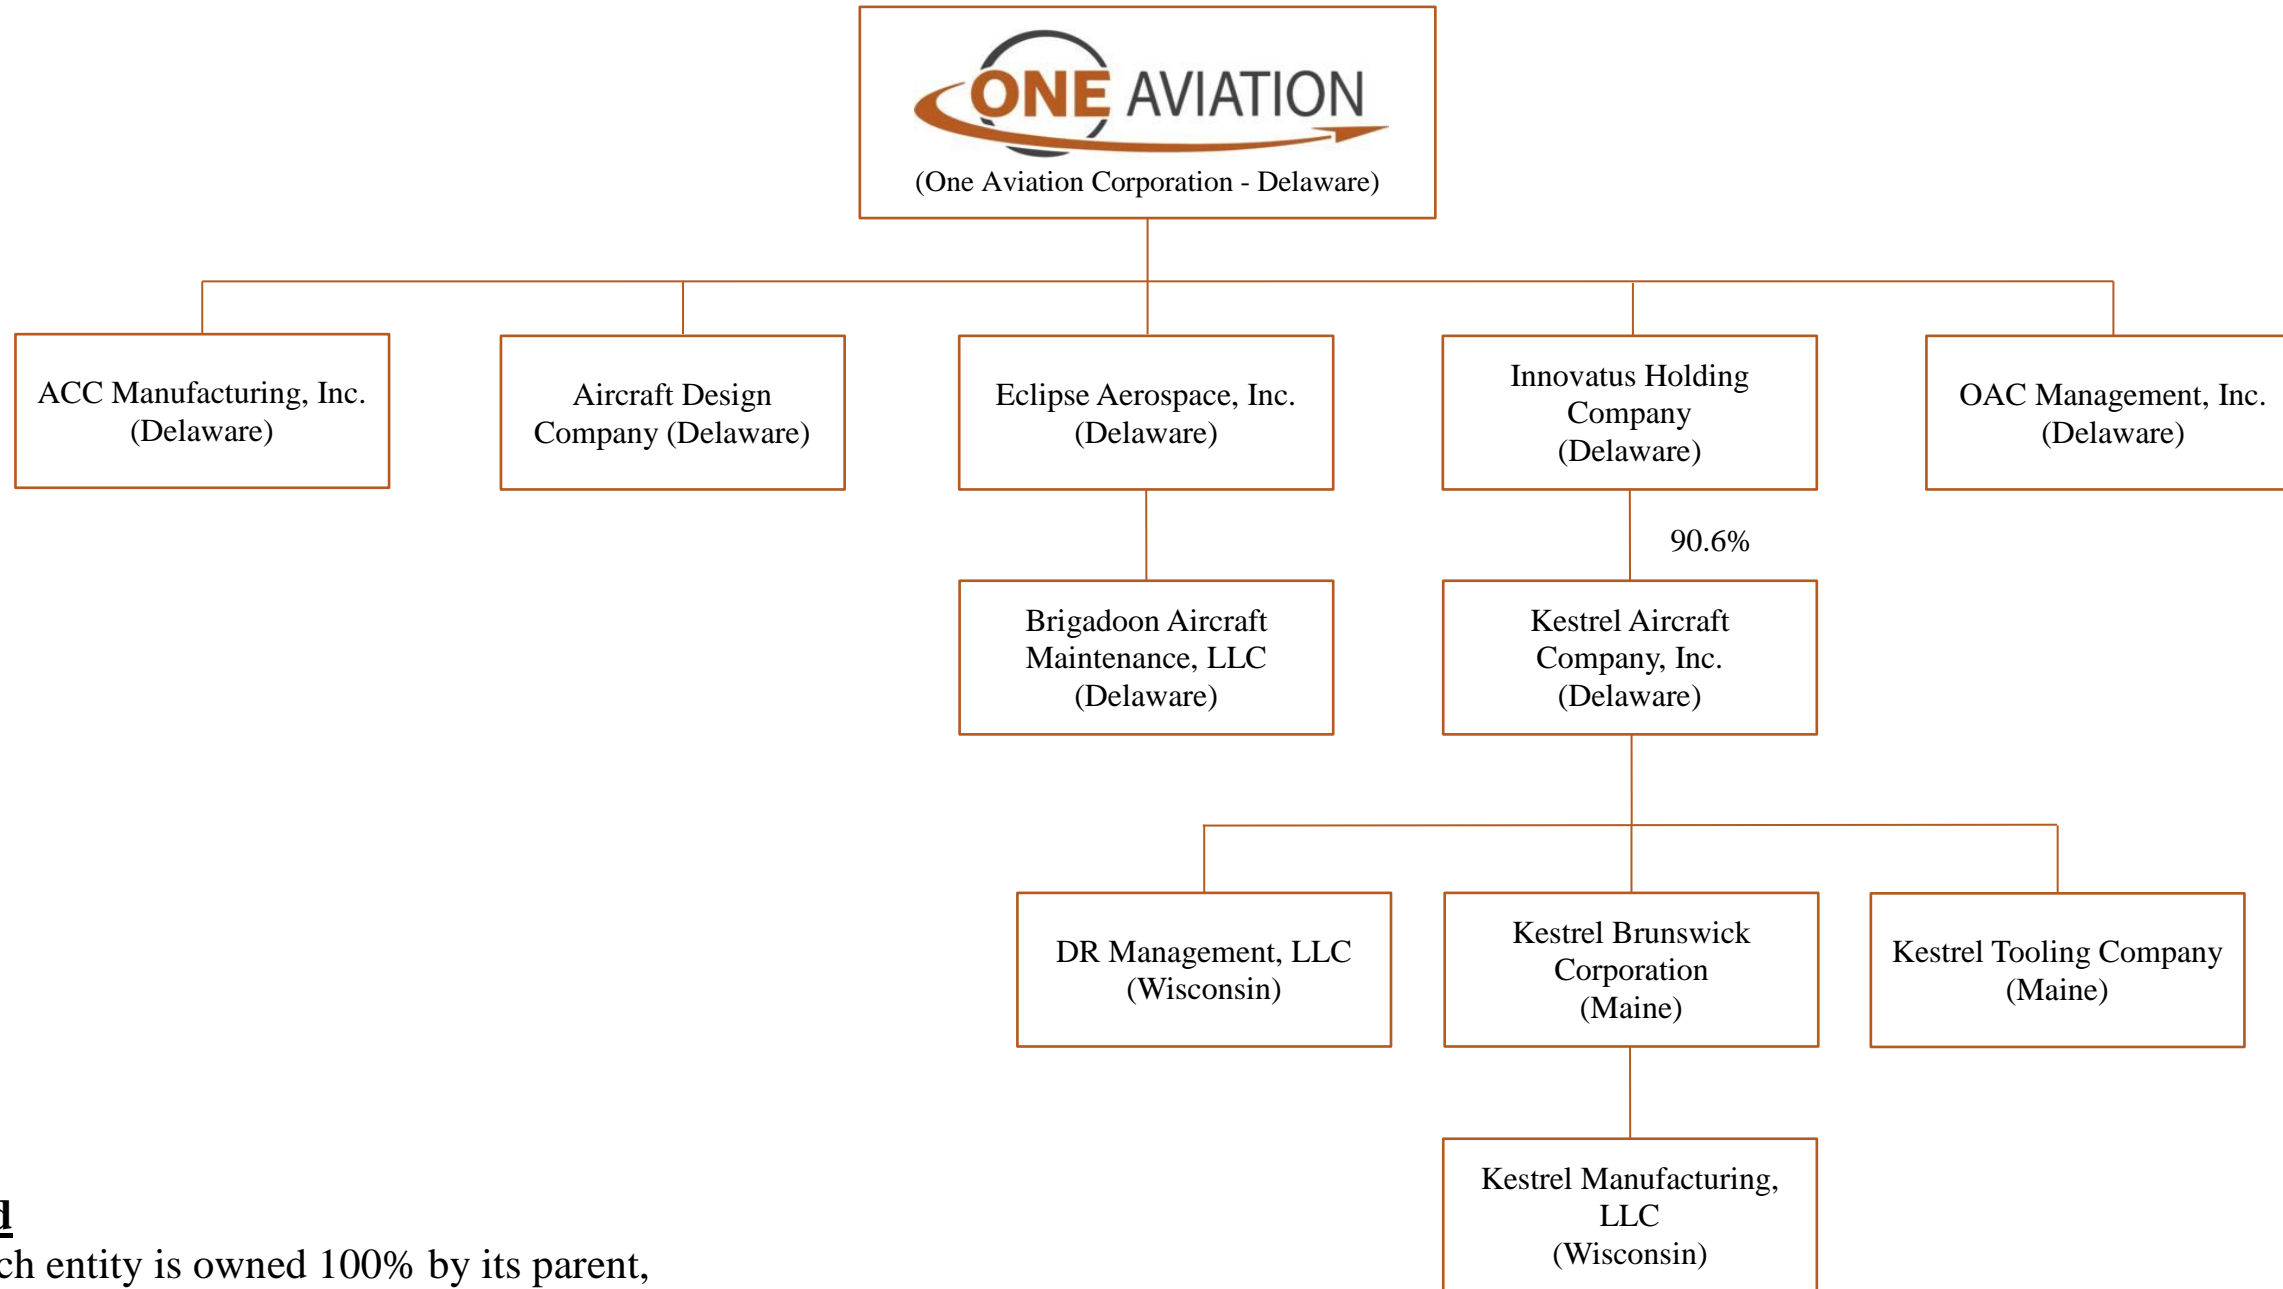 ONE AVIATION
(One Aviation Corporation - Delaware)
ACC Manufacturing, Inc.
(Delaware)
Aircraft Design
Company (Delaware)
Eclipse Aerospace, Inc.
(Delaware)
Innovatus Holding
Company
(Delaware)
OAC Management, Inc.
(Delaware)
90.6%
Brigadoon Aircraft
Maintenance, LLC
(Delaware)
Kestrel Aircraft
Company, Inc.
(Delaware)
DR Management, LLC
(Wisconsin)
Kestrel Brunswick
Corporation
(Maine)
Kestrel Tooling Company
(Maine)
Kestrel Manufacturing,
LLC
(Wisconsin)
entity is owned 100% by its parent,